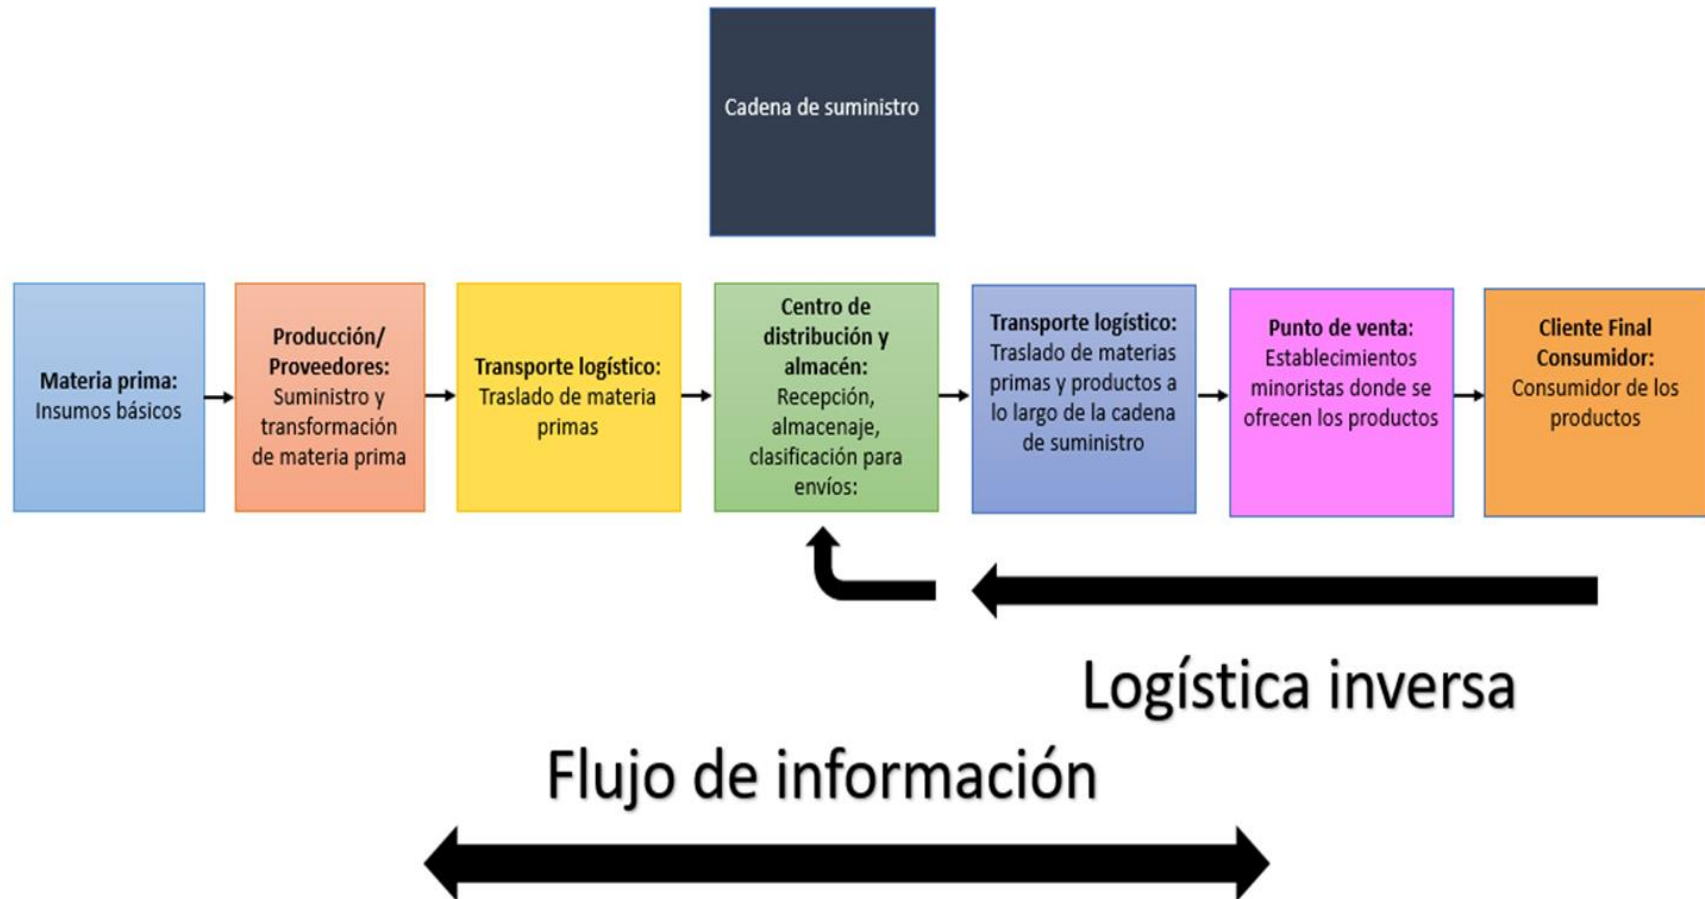 Cadena de suministro
Materia prima:
Insumos básicos
Producción/
Proveedores:
Suministro y
transformación
de materia prima
Transporte logístico:
Traslado de materia
primas
Centro de
distribución y
almacén:
Recepción,
almacenaje,
clasificación para
envíos:
Transporte logístico:
Traslado de materias
primas y productos a
lo largo de la cadena
de suministro
Punto de venta:
Establecimientos
minoristas donde se
ofrecen los productos
Cliente Final
Consumidor:
Consumidor de los
productos
Logística inversa
Flujo de información